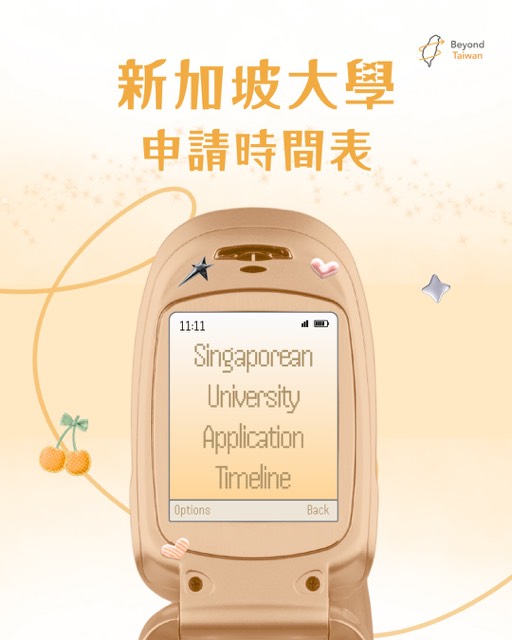 Beyond
Taiwan
新加坡大學
申請時間表
11:11
Singaporean
University
Application
Timeline
Options Back